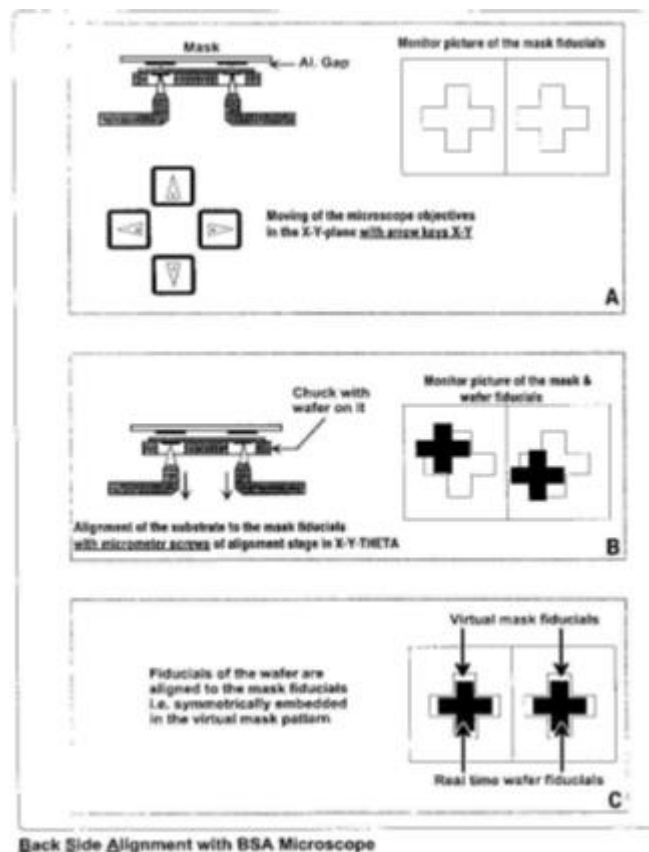 Mask
Al. Gap
Monitor picture of the mask fiducials
Moving of the microscope objectives
in the X-Y-plane with arrow keys X-Y
A
Chuck with
wafer on it
Monitor picture of the mask &
wafer fiducials
Alignment of the substrate to the mask fiducials
with micrometer screws of alignment stage in X-Y-THETA
B
Virtual mask fiducials
Fiducials of the wafer are
aligned to the mask fiducials
i.e. symmetrically embedded
in the virtual mask pattarn
Real time wafer fiducials
C
Back Side Alignment with BSA Microscope